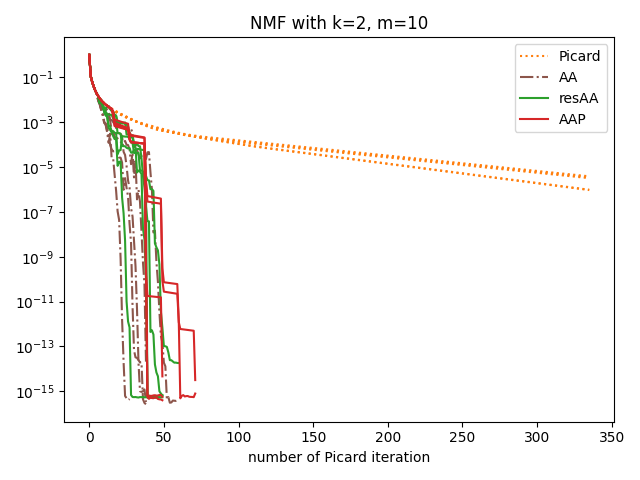 NMF with k=2, m=10
Picard
AA
resAA
AAP
10⁻¹
10⁻³
10⁻⁵
10⁻⁷
10⁻⁹
10⁻¹¹
10⁻¹³
10⁻¹⁵
0 50 100 150 200 250 300 350
number of Picard iteration